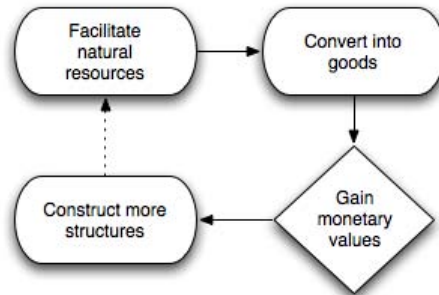 Facilitate
natural
resources
Convert into
goods
Gain
monetary
values
Construct more
structures